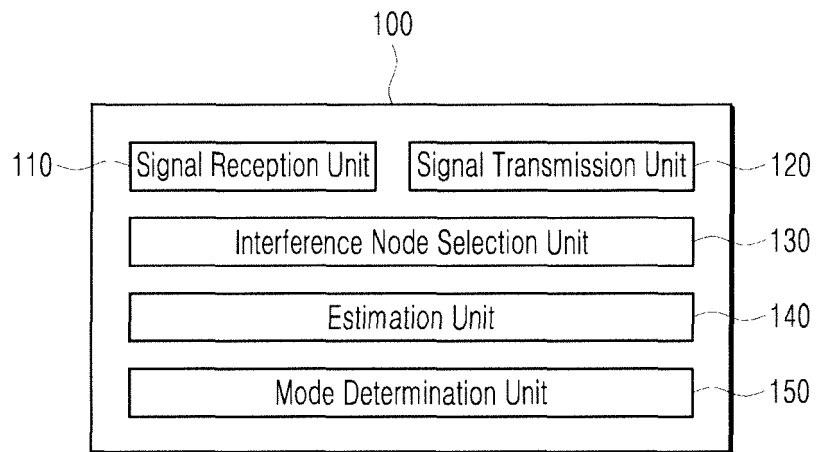 100
110 Signal Reception Unit Signal Transmission Unit 120
Interference Node Selection Unit 130
Estimation Unit 140
Mode Determination Unit 150